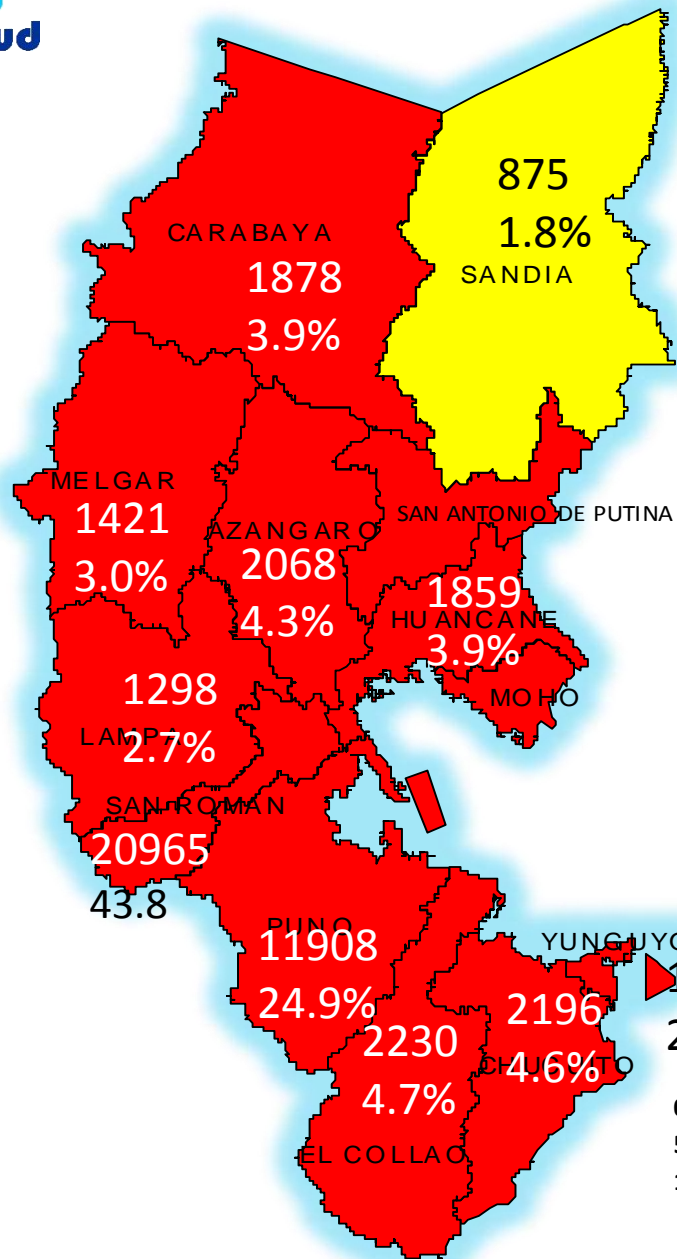 ud
875
1.8%
SANDIA
CARABAYA
1878
3.9%
MELGAR
1421
3.0%
AZANGARO
2068
4.3%
SAN ANTONIO DE PUTINA
1859
HUANCANE
3.9%
MOHO
1298
LAMPA
2.7%
SAN ROMAN
20965
43.8
PUNO
11908
24.9%
YUNGUYO
2196
CHUCUITO
4.6%
2230
4.7%
EL COLLAO